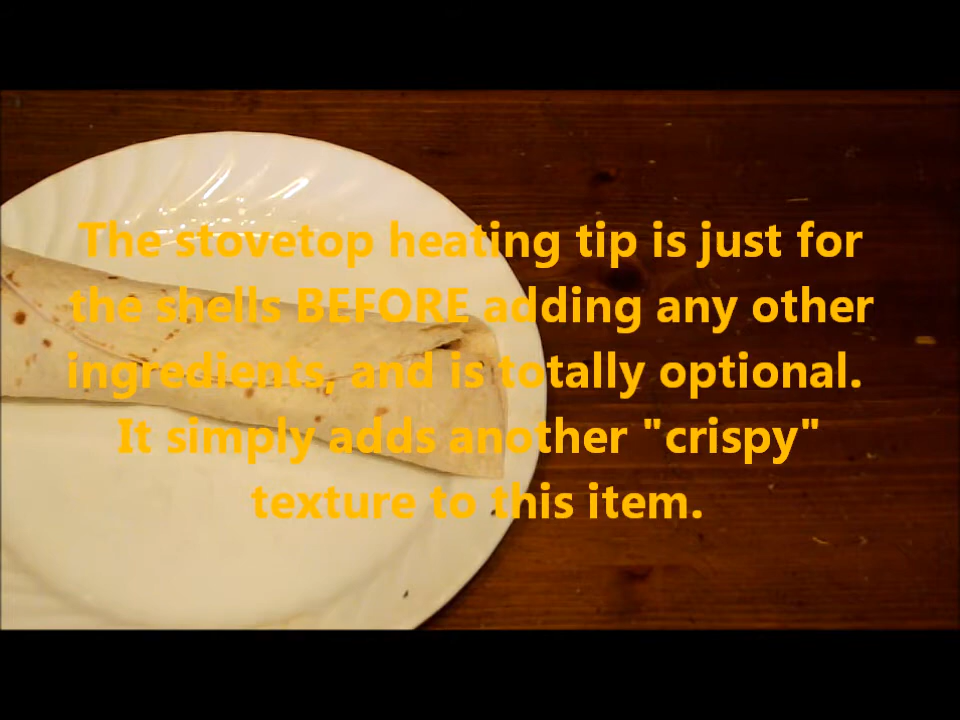 The stovetop heating tip is just for
the shells BEFORE adding any other
ingredients, and is totally optional.
It simply adds another "crispy"
texture to this item.